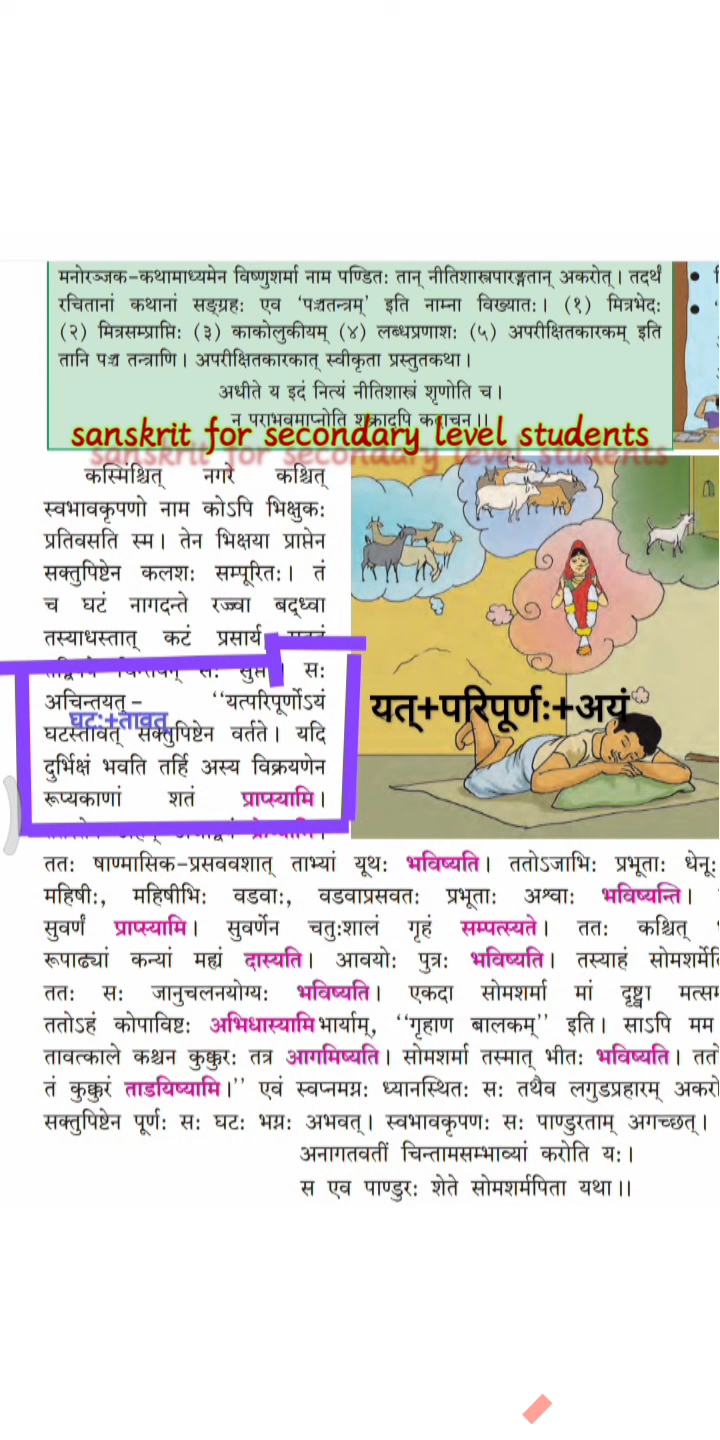 मनोरञ्जक-कथामाध्यमेन विष्णुशर्मा नाम पण्डितः तान् नीतिशास्त्रपारङ्गतान् अकरोत्। तदर्थं
रचितानां कथानां सङ्ग्रहः एव ‘पञ्चतन्त्रम्’ इति नाम्ना विख्यातः। (१) मित्रभेदः
(२) मित्रसम्प्राप्तिः (३) काकोलुकीयम् (४) लब्धप्रणाशः (५) अपरीक्षितकारकम् इति
तानि पञ्च तन्त्राणि। अपरीक्षितकारकात् स्वीकृता प्रस्तुतकथा।
अधीते य इदं नित्यं नीतिशास्त्रं शृणोति च।
न पराभवमाप्नोति शक्रादपि कदाचन।।
sanskrit for secondary level students
कस्मिंश्चित् नगरे कश्चित्
स्वभावकृपणो नाम कोऽपि भिक्षुकः
प्रतिवसति स्म। तेन भिक्षया प्राप्तेन
सक्तुपिष्टेन कलशः सम्पूरितः। तं
च घटं नागदन्ते रज्ज्वा बद्ध्वा
तस्याधस्तात् कटं प्रसार्य
सः सुप्तः। सः
अचिन्तयत्– ‘‘यत्परिपूर्णोऽयं
यत्+परिपूर्णः+अयं
घटः+तावत्
घटस्तावत् सक्तुपिष्टेन वर्तते। यदि
दुर्भिक्षं भवति तर्हि अस्य विक्रयणेन
रूप्यकाणां शतं प्राप्स्यामि।
ततः षाण्मासिक-प्रसववशात् ताभ्यां यूथः भविष्यति। ततोऽजाभिः प्रभूताः धेनूः
महिषीः, महिषीभिः वडवाः, वडवाप्रसवतः प्रभूताः अश्वाः भविष्यन्ति।
सुवर्णं प्राप्स्यामि। सुवर्णेन चतुःशालं गृहं सम्पत्स्यते। ततः कश्चित्
रूपाढ्यां कन्यां मह्यं दास्यति। आवयोः पुत्रः भविष्यति। तस्याहं सोमशर्मेति
ततः सः जानुचलनयोग्यः भविष्यति। एकदा सोमशर्मा मां दृष्ट्वा मत्सम
ततोऽहं कोपाविष्टः अभिधास्यामि भार्याम्, ‘‘गृहाण बालकम्’’ इति। साऽपि मम
तावत्काले कश्चन कुक्कुरः तत्र आगमिष्यति। सोमशर्मा तस्मात् भीतः भविष्यति। ततो
तं कुक्कुरं ताडयिष्यामि।’’ एवं स्वप्नमग्नः ध्यानस्थितः सः तथैव लगुडप्रहारम् अकरो
सक्तुपिष्टेन पूर्णः सः घटः भग्नः अभवत्। स्वभावकृपणः सः पाण्डुरताम् अगच्छत्।
अनागतवतीं चिन्तामसम्भाव्यां करोति यः।
स एव पाण्डुरः शेते सोमशर्मपिता यथा।।